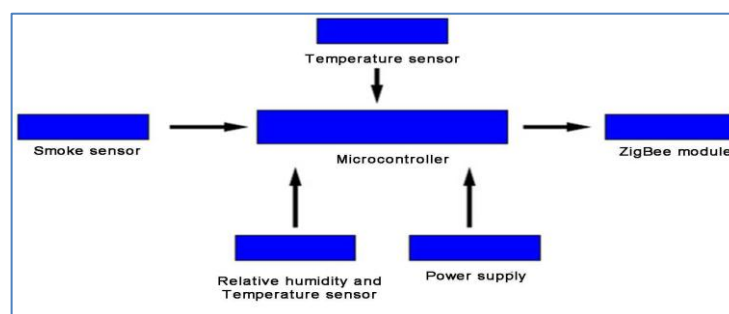 Temperature sensor
Smoke sensor
Microcontroller
ZigBee module
Relative humidity and
Temperature sensor
Power supply